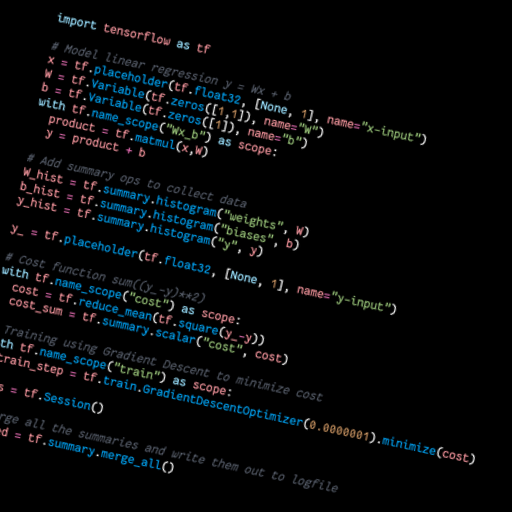 import tensorflow as tf
# Model linear regression y = Wx + b
x = tf.placeholder(tf.float32, [None, 1], name="x-input")
W = tf.Variable(tf.zeros([1,1]), name="W")
b = tf.Variable(tf.zeros([1]), name="b")
with tf.name_scope("Wx_b") as scope:
product = tf.matmul(x,W)
y = product + b
# Add summary ops to collect data
W_hist = tf.summary.histogram("weights", W)
b_hist = tf.summary.histogram("biases", b)
y_hist = tf.summary.histogram("y", y)
y_ = tf.placeholder(tf.float32, [None, 1], name="y-input")
# Cost function sum((y_-y)**2)
with tf.name_scope("cost") as scope:
cost = tf.reduce_mean(tf.square(y_-y))
cost_sum = tf.summary.scalar("cost", cost)
Training using Gradient Descent to minimize cost
th tf.name_scope("train") as scope:
train_step = tf.train.GradientDescentOptimizer(0.0000001).minimize(cost)
s = tf.Session()
rge all the summaries and write them out to logfile
d = tf.summary.merge_all()